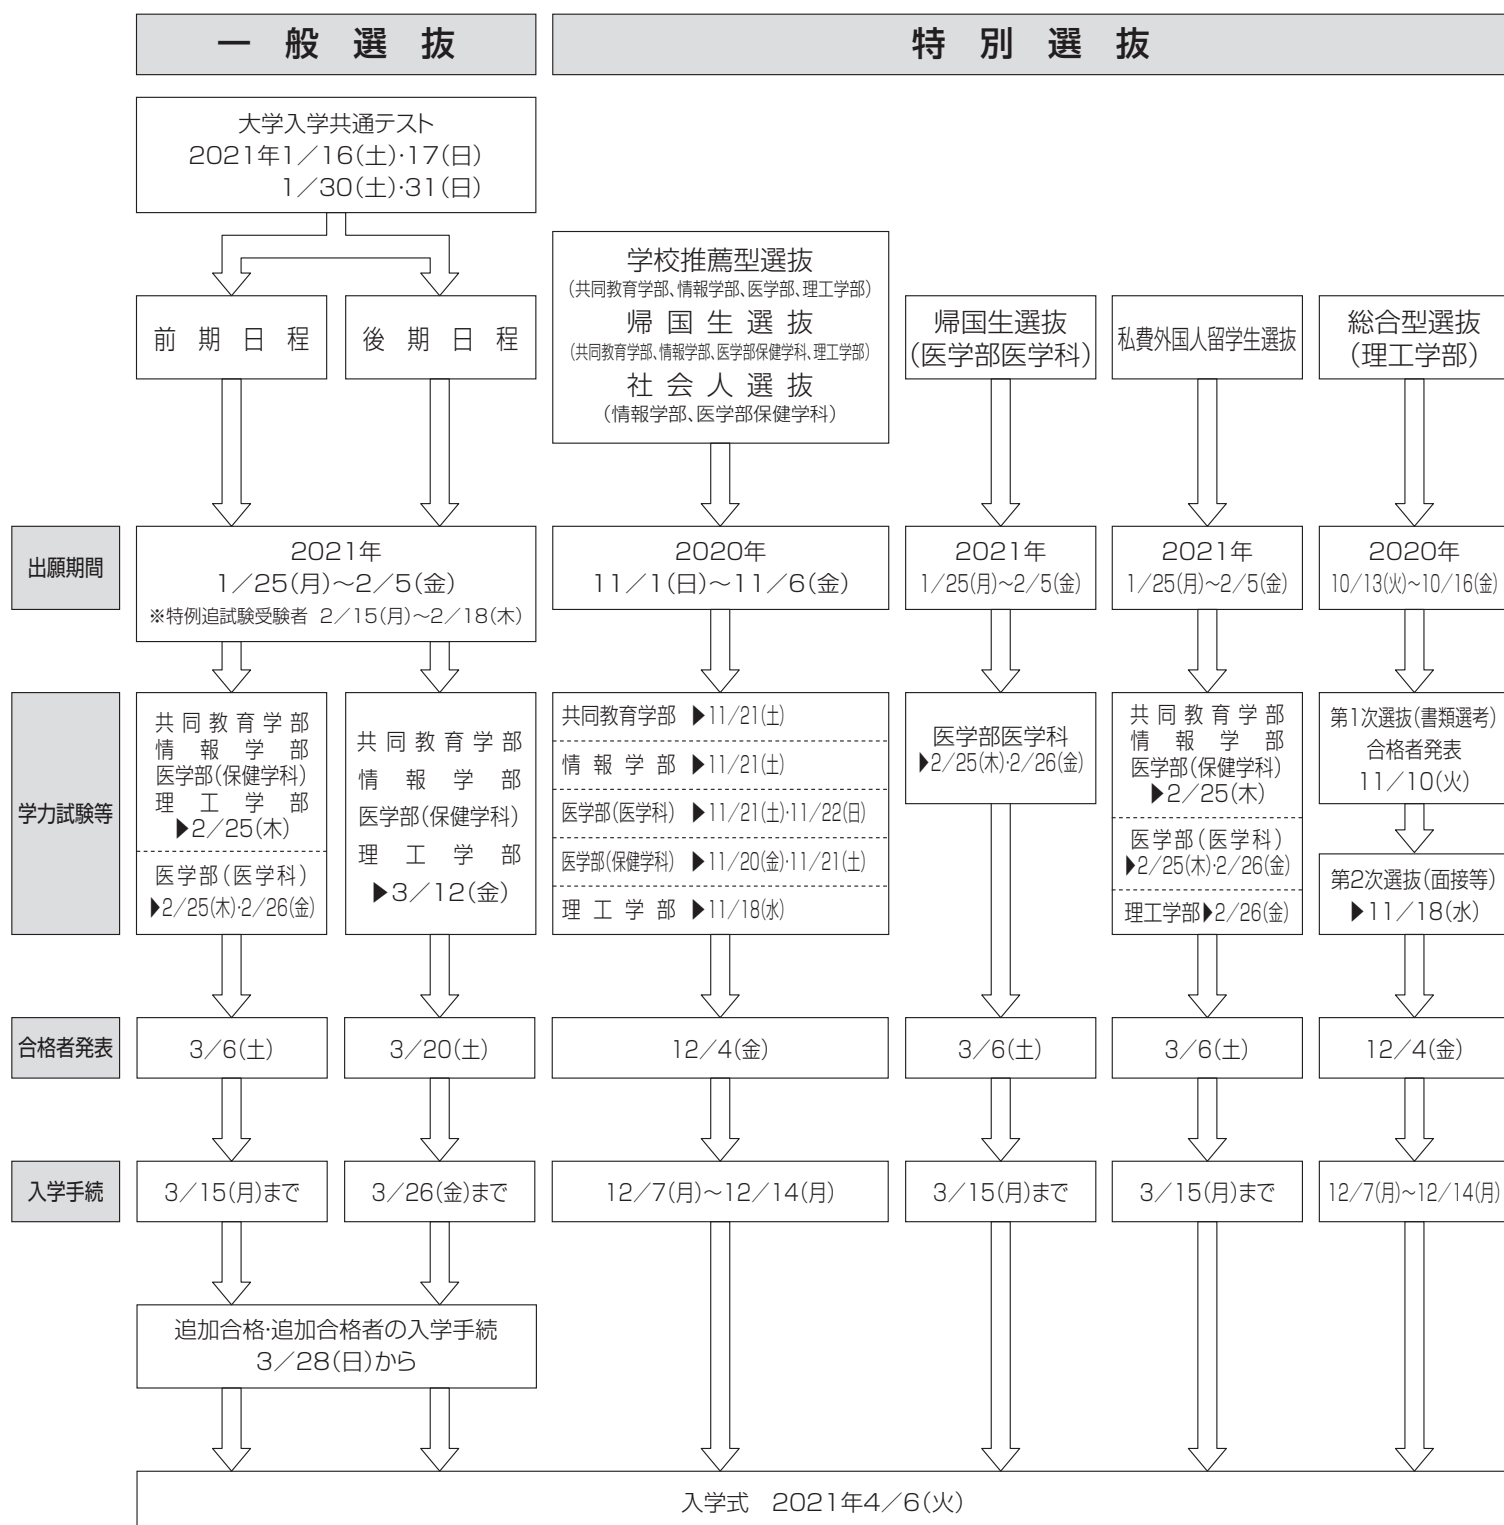 一般選抜
特別選抜
大学入学共通テスト
2021年1／16(土)･17(日)
1／30(土)･31(日)
前期日程
後期日程
学校推薦型選抜
(共同教育学部、情報学部、医学部、理工学部)
帰国生選抜
(共同教育学部、情報学部、医学部保健学科、理工学部)
社会人選抜
(情報学部、医学部保健学科)
帰国生選抜
(医学部医学科)
私費外国人留学生選抜
総合型選抜
(理工学部)
出願期間
2021年
1／25(月)～2／5(金)
※特例追試験受験者 2／15(月)～2／18(木)
2020年
11／1(日)～11／6(金)
2021年
1／25(月)～2／5(金)
2021年
1／25(月)～2／5(金)
2020年
10／13(火)～10／16(金)
学力試験等
共同教育学部
情報学部
医学部(保健学科)
理工学部
▶2／25(木)
医学部(医学科)
▶2／25(木)･2／26(金)
共同教育学部
情報学部
医学部(保健学科)
理工学部
▶3／12(金)
共同教育学部 ▶11／21(土)
情報学部 ▶11／21(土)
医学部(医学科) ▶11／21(土)･11／22(日)
医学部(保健学科) ▶11／20(金)･11／21(土)
理工学部 ▶11／18(水)
医学部医学科
▶2／25(木)･2／26(金)
共同教育学部
情報学部
医学部(保健学科)
▶2／25(木)
医学部(医学科)
▶2／25(木)･2／26(金)
理工学部▶2／26(金)
第1次選抜(書類選考)
合格者発表
11／10(火)
第2次選抜(面接等)
▶11／18(水)
合格者発表
3／6(土)
3／20(土)
12／4(金)
3／6(土)
3／6(土)
12／4(金)
入学手続
3／15(月)まで
3／26(金)まで
12／7(月)～12／14(月)
3／15(月)まで
3／15(月)まで
12／7(月)～12／14(月)
追加合格･追加合格者の入学手続
3／28(日)から
入学式 2021年4／6(火)